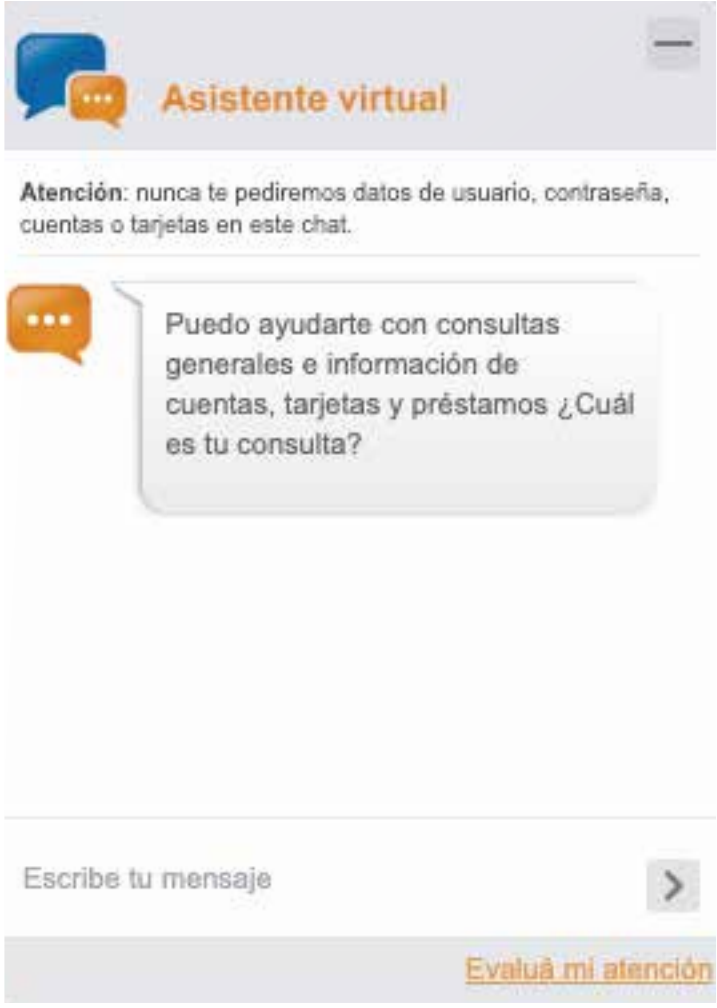 Asistente virtual
Atención: nunca te pediremos datos de usuario, contraseña,
cuentas o tarjetas en este chat.
Puedo ayudarte con consultas
generales e información de
cuentas, tarjetas y préstamos ¿Cuál
es tu consulta?
Escribe tu mensaje
Evaluá mi atención